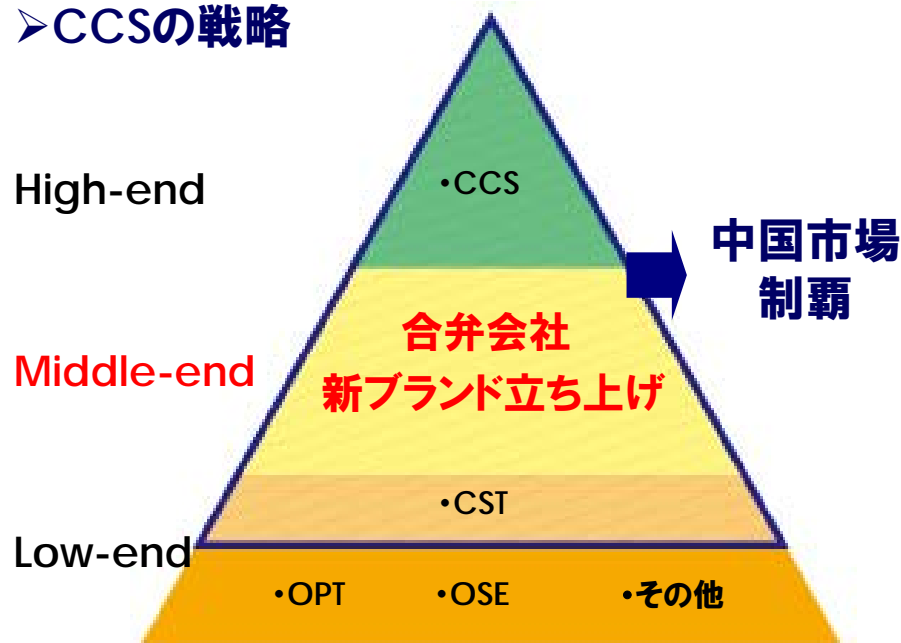 ➢CCSの戦略
High-end
・CCS
中国市場
制覇
合弁会社
Middle-end
新ブランド立ち上げ
・CST
Low-end
・OPT ・OSE ・その他